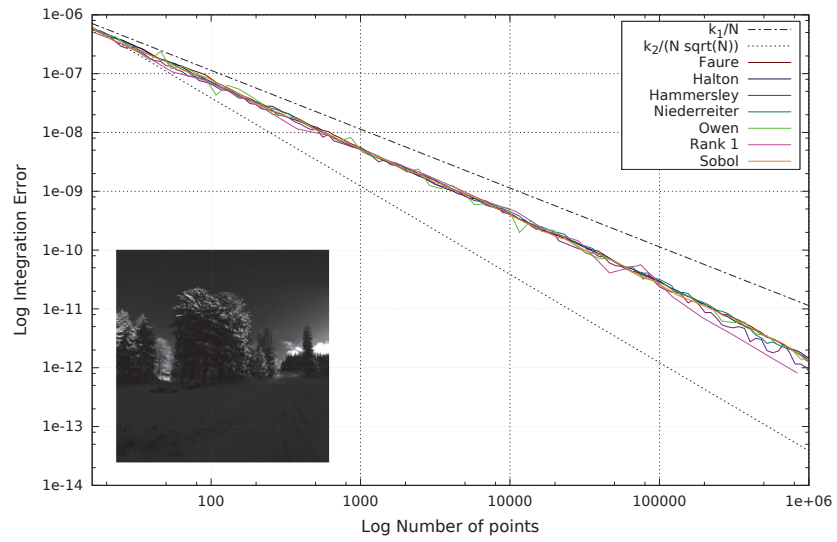 1e-06
1e-07
1e-08
1e-09
1e-10
1e-11
1e-12
1e-13
1e-14
Log Integration Error
k₁/N
k₂/(N sqrt(N))
Faure
Halton
Hammersley
Niederreiter
Owen
Rank 1
Sobol
100 1000 10000 100000 1e+06
Log Number of points